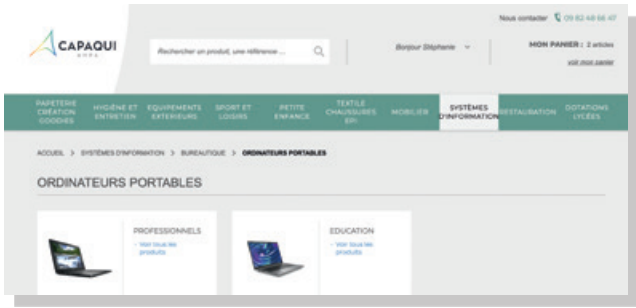 Nous contacter 09 82 48 98 47
CAPAQUI
Rechercher un produit, une référence ...
Bonjour Stéphanie
MON PANIER : 2 articles
voir mon panier
PAPETERIE CRÉATION GOODIES
HYGIÈNE ET ENTRETIEN
EQUIPEMENTS EXTERIEURS
SPORT ET LOISIRS
PETITE ENFANCE
TEXTILE CHAUSSURES EPI
MOBILIER
SYSTÈMES D'INFORMATION
RESTAURATION
DOTATIONS LYCÉES
ACCUEIL > SYSTÈMES D'INFORMATION > BUREAUTIQUE > ORDINATEURS PORTABLES
ORDINATEURS PORTABLES
PROFESSIONNELS
- Voir tous les
produits
EDUCATION
- Voir tous les
produits